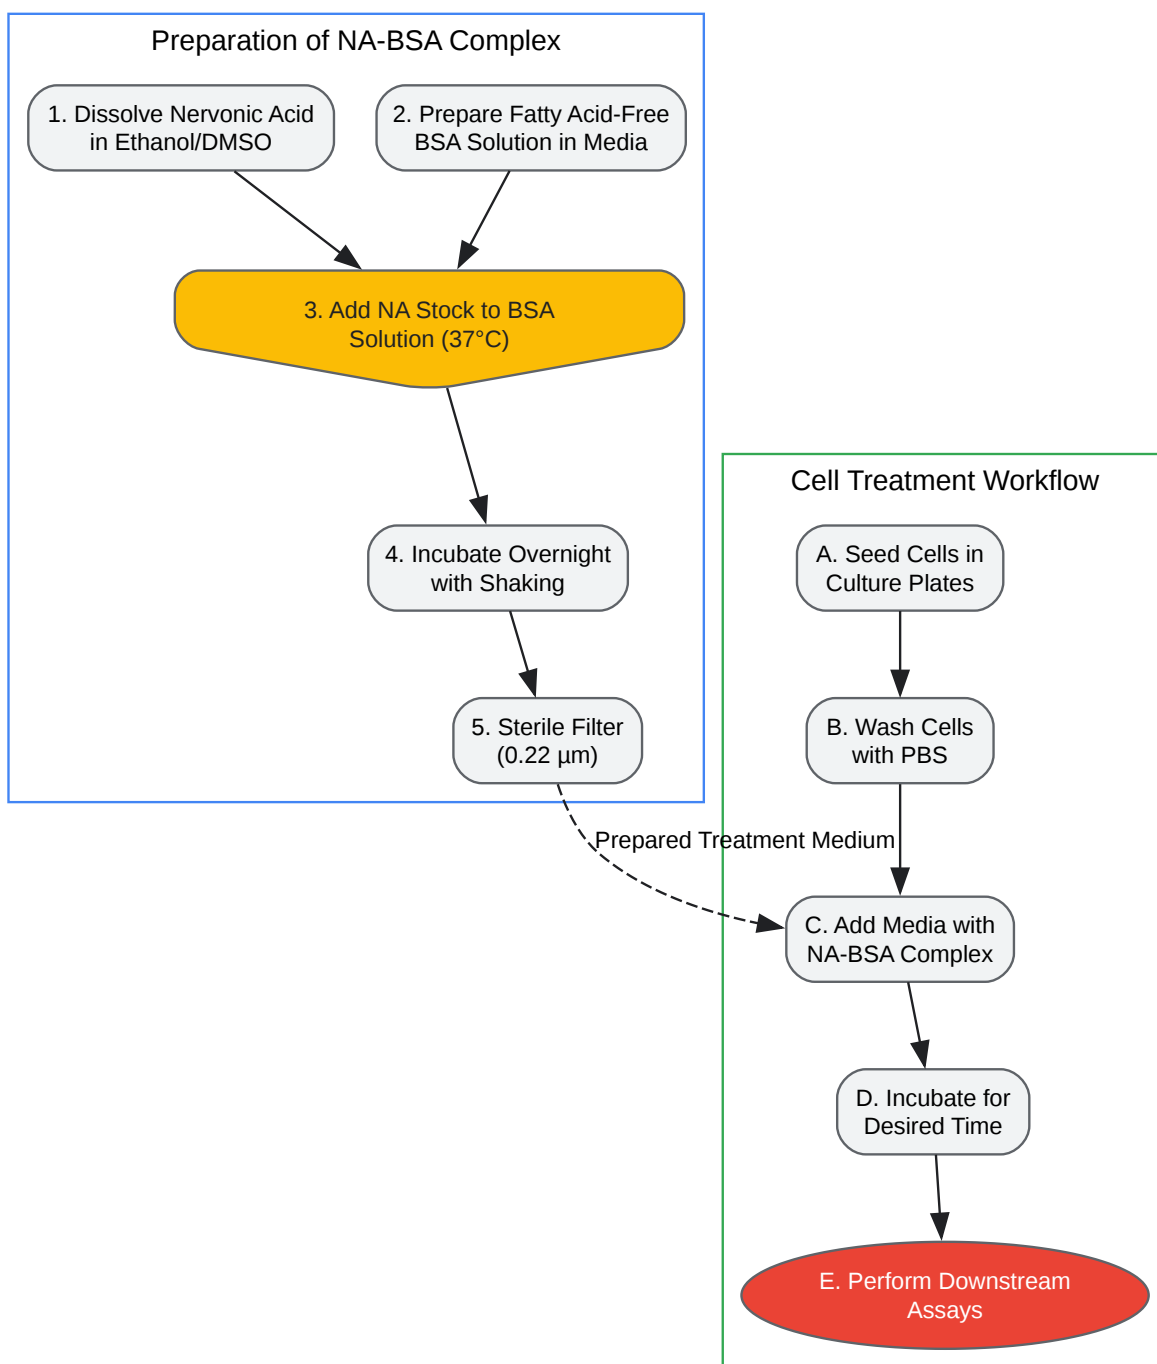 Preparation of NA-BSA Complex
1. Dissolve Nervonic Acid
in Ethanol/DMSO
2. Prepare Fatty Acid-Free
BSA Solution in Media
3. Add NA Stock to BSA
Solution (37°C)
4. Incubate Overnight
with Shaking
5. Sterile Filter
(0.22 µm)
Prepared Treatment Medium
Cell Treatment Workflow
A. Seed Cells in
Culture Plates
B. Wash Cells
with PBS
C. Add Media with
NA-BSA Complex
D. Incubate for
Desired Time
E. Perform Downstream
Assays